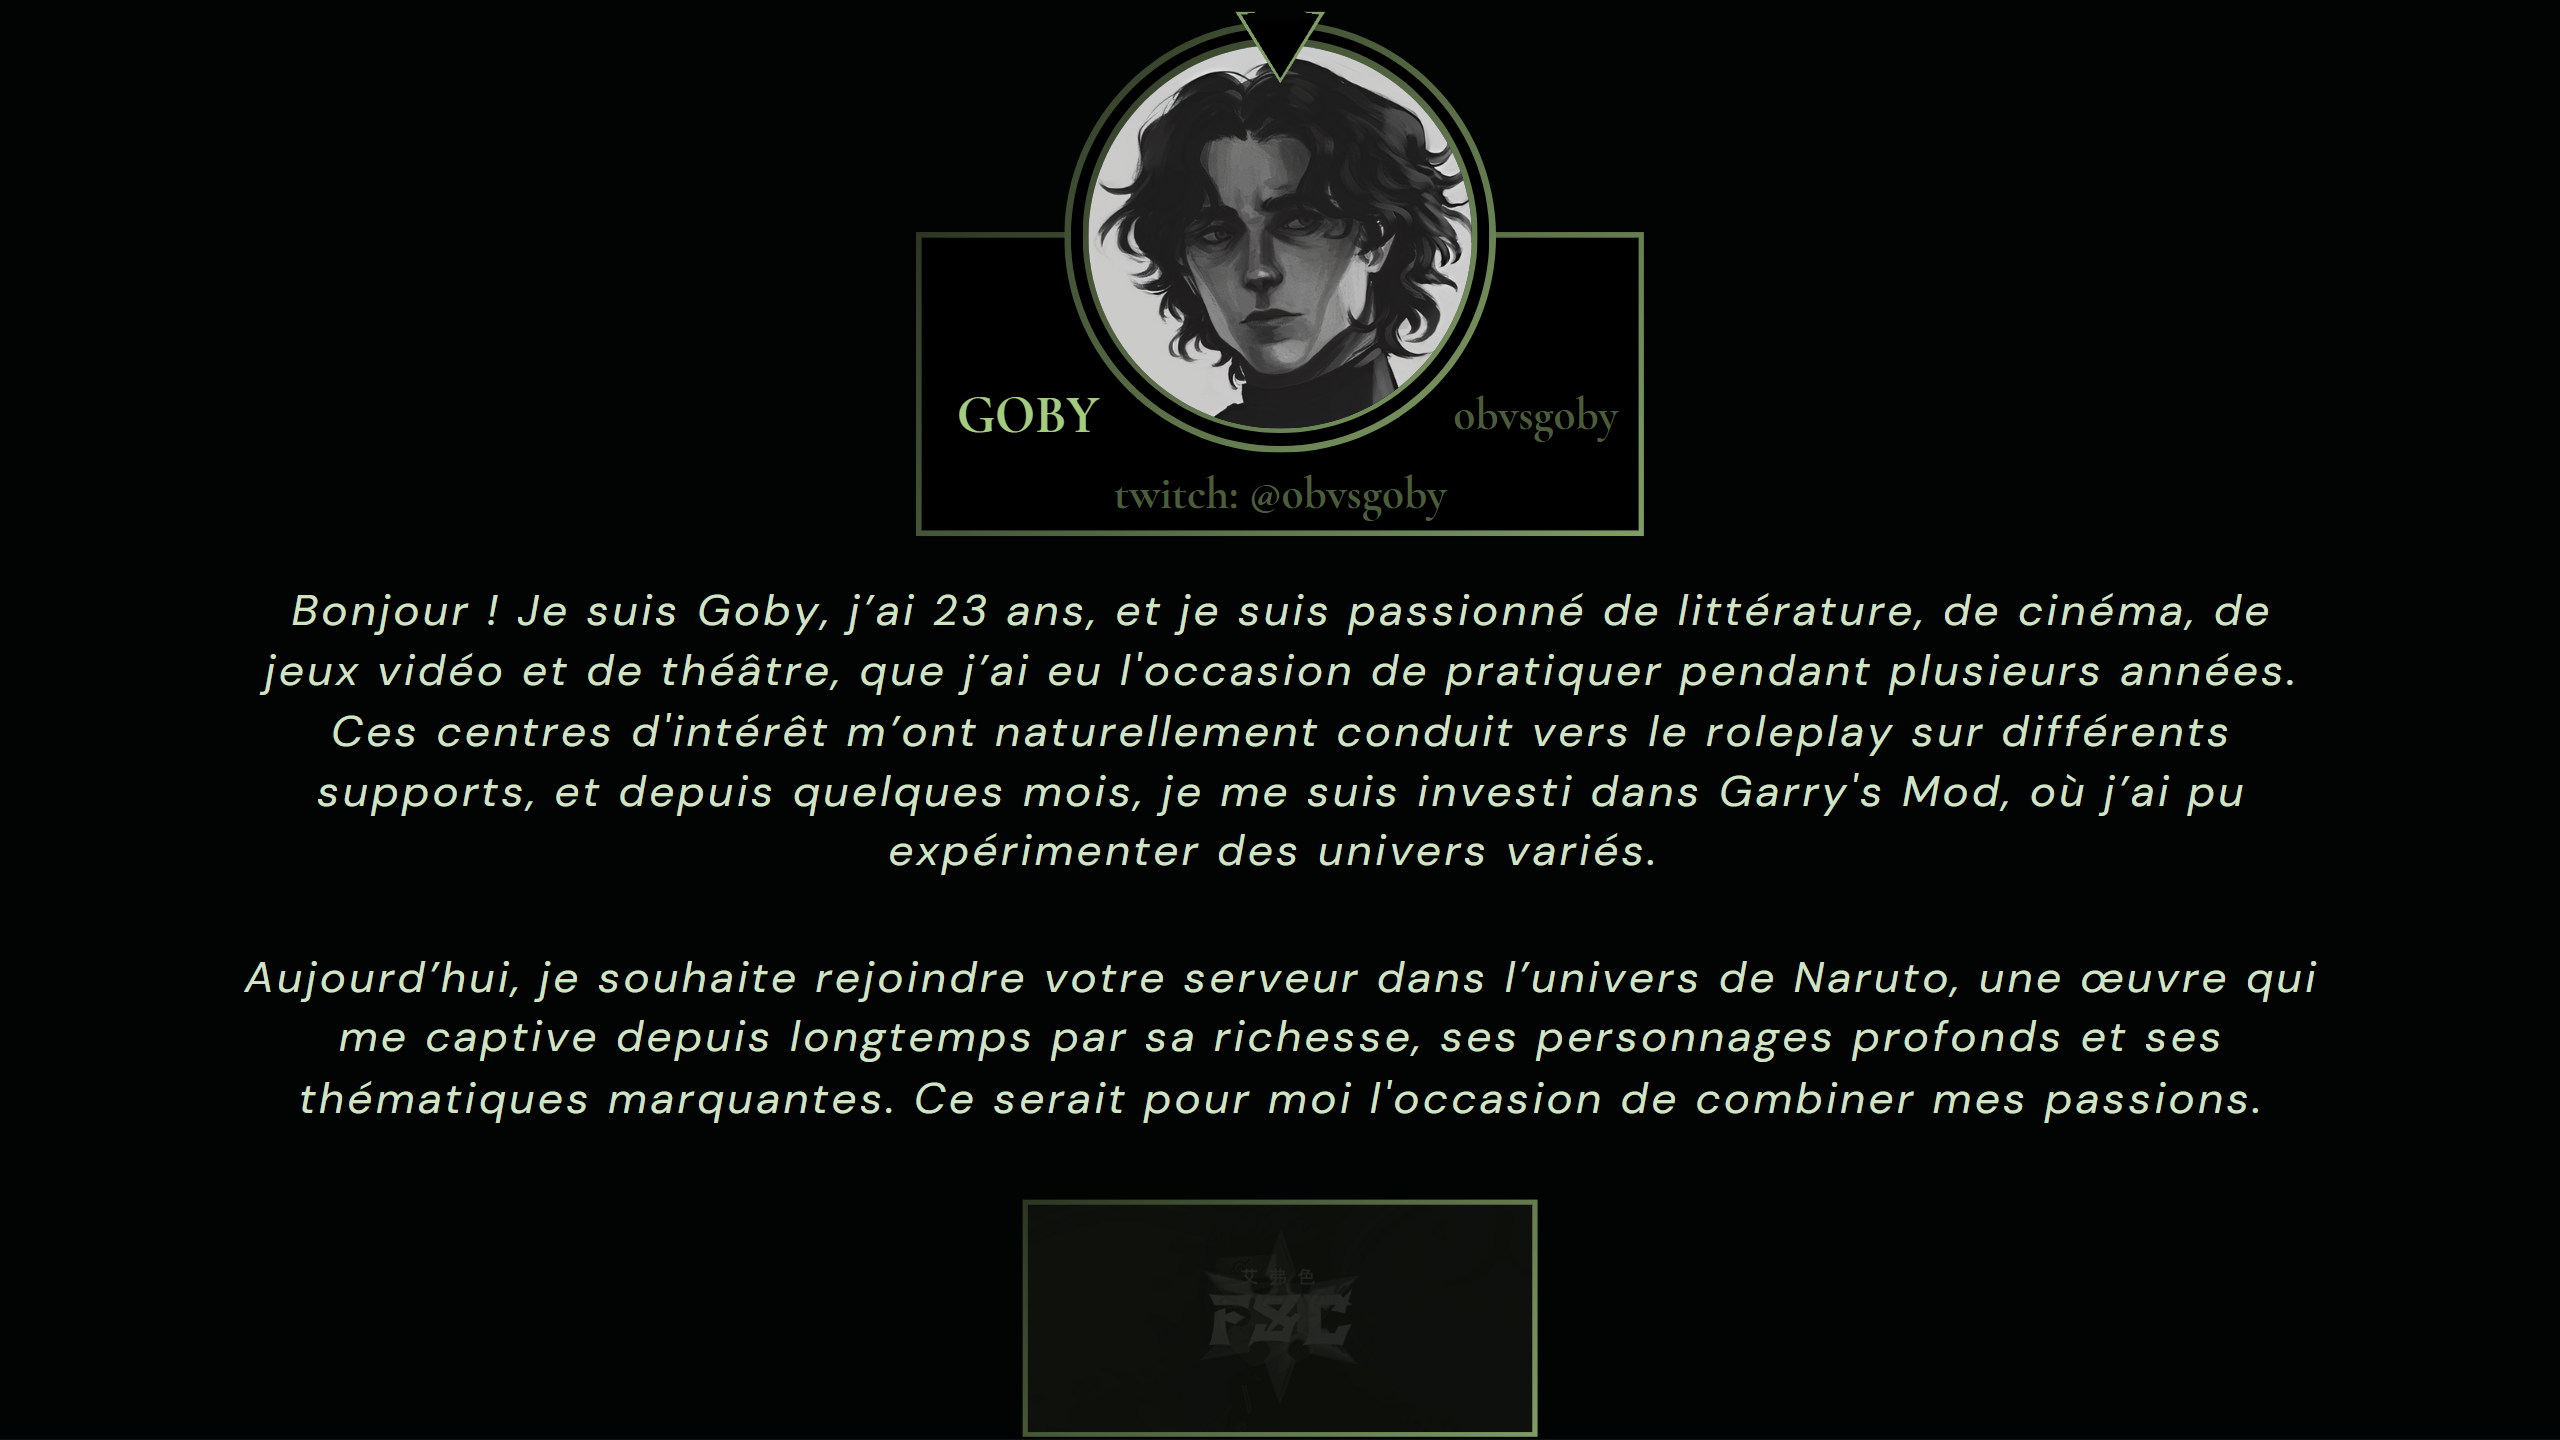 GOBY
obvsgoby
twitch: @obvsgoby
Bonjour ! Je suis Goby, j’ai 23 ans, et je suis passionné de littérature, de cinéma, de
jeux vidéo et de théâtre, que j’ai eu l'occasion de pratiquer pendant plusieurs années.
Ces centres d'intérêt m’ont naturellement conduit vers le roleplay sur différents
supports, et depuis quelques mois, je me suis investi dans Garry's Mod, où j’ai pu
expérimenter des univers variés.
Aujourd’hui, je souhaite rejoindre votre serveur dans l’univers de Naruto, une œuvre qui
me captive depuis longtemps par sa richesse, ses personnages profonds et ses
thématiques marquantes. Ce serait pour moi l'occasion de combiner mes passions.
艾弗色
FSC